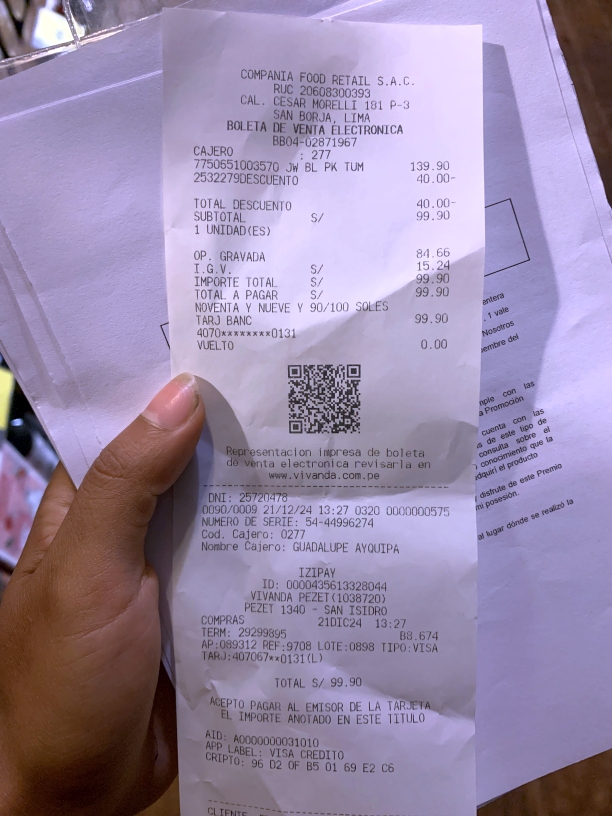 COMPANIA FOOD RETAIL S.A.C.
RUC 20608300393
CAL. CESAR MORELLI 181 P-3
SAN BORJA, LIMA
BOLETA DE VENTA ELECTRONICA
BB04-02871967
CAJERO : 277
7750651003570 JW BL PK TUM 139.90
2532279DESCUENTO 40.00-
TOTAL DESCUENTO 40.00-
SUBTOTAL S/ 99.90
1 UNIDAD(ES)
OP. GRAVADA 84.66
I.G.V. S/ 15.24
IMPORTE TOTAL S/ 99.90
TOTAL A PAGAR S/ 99.90
NOVENTA Y NUEVE Y 90/100 SOLES
TARJ BANC 99.90
4070********0131
VUELTO 0.00
Representacion impresa de boleta
de venta electronica revisarla en
www.vivanda.com.pe
DNI: 25720478
0090/0009 21/12/24 13:27 0320 0000000575
NUMERO DE SERIE: 54-44996274
Cod. Cajero: 0277
Nombre Cajero: GUADALUPE AYQUIPA
IZIPAY
ID: 0000435613328044
VIVANDA PEZET(1038720)
PEZET 1340 - SAN ISIDRO
COMPRAS 21DIC24 13:27
TERM: 29299895 B8.674
AP:089312 REF:9708 LOTE:0898 TIPO:VISA
TARJ:407067**0131(L)
TOTAL S/ 99.90
ACEPTO PAGAR AL EMISOR DE LA TARJETA
EL IMPORTE ANOTADO EN ESTE TITULO
AID: A0000000031010
APP LABEL: VISA CREDITO
CRIPTO: 96 D2 0F B5 01 69 E2 C6
CLIENTE
1 vale
Nosotros
del
con las
a Promoción
cuenta con las
de este tipo de
consulta sobre el
conocimiento que la
el producto
disfrute de este Premio
mi posesión.
al lugar dónde se realizó la